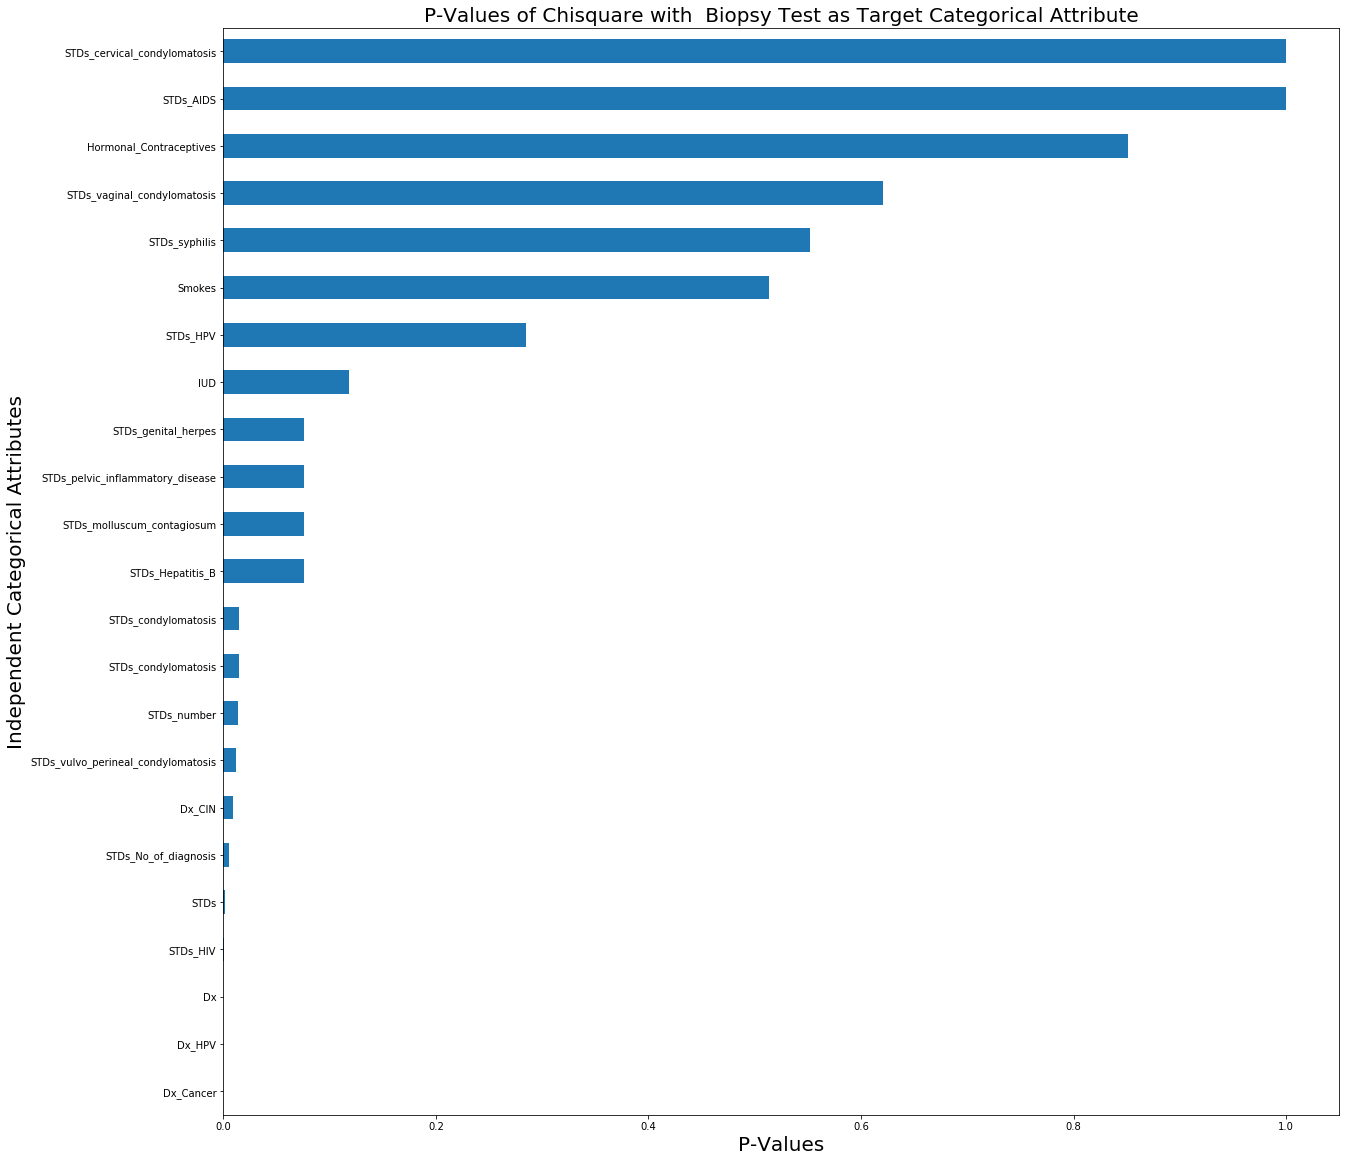 P-Values of Chisquare with  Biopsy Test as Target Categorical Attribute
Independent Categorical Attributes
STDs_cervical_condylomatosis
STDs_AIDS
Hormonal_Contraceptives
STDs_vaginal_condylomatosis
STDs_syphilis
Smokes
STDs_HPV
IUD
STDs_genital_herpes
STDs_pelvic_inflammatory_disease
STDs_molluscum_contagiosum
STDs_Hepatitis_B
STDs_condylomatosis
STDs_condylomatosis
STDs_number
STDs_vulvo_perineal_condylomatosis
Dx_CIN
STDs_No_of_diagnosis
STDs
STDs_HIV
Dx
Dx_HPV
Dx_Cancer
0.0 0.2 0.4 0.6 0.8 1.0
P-Values